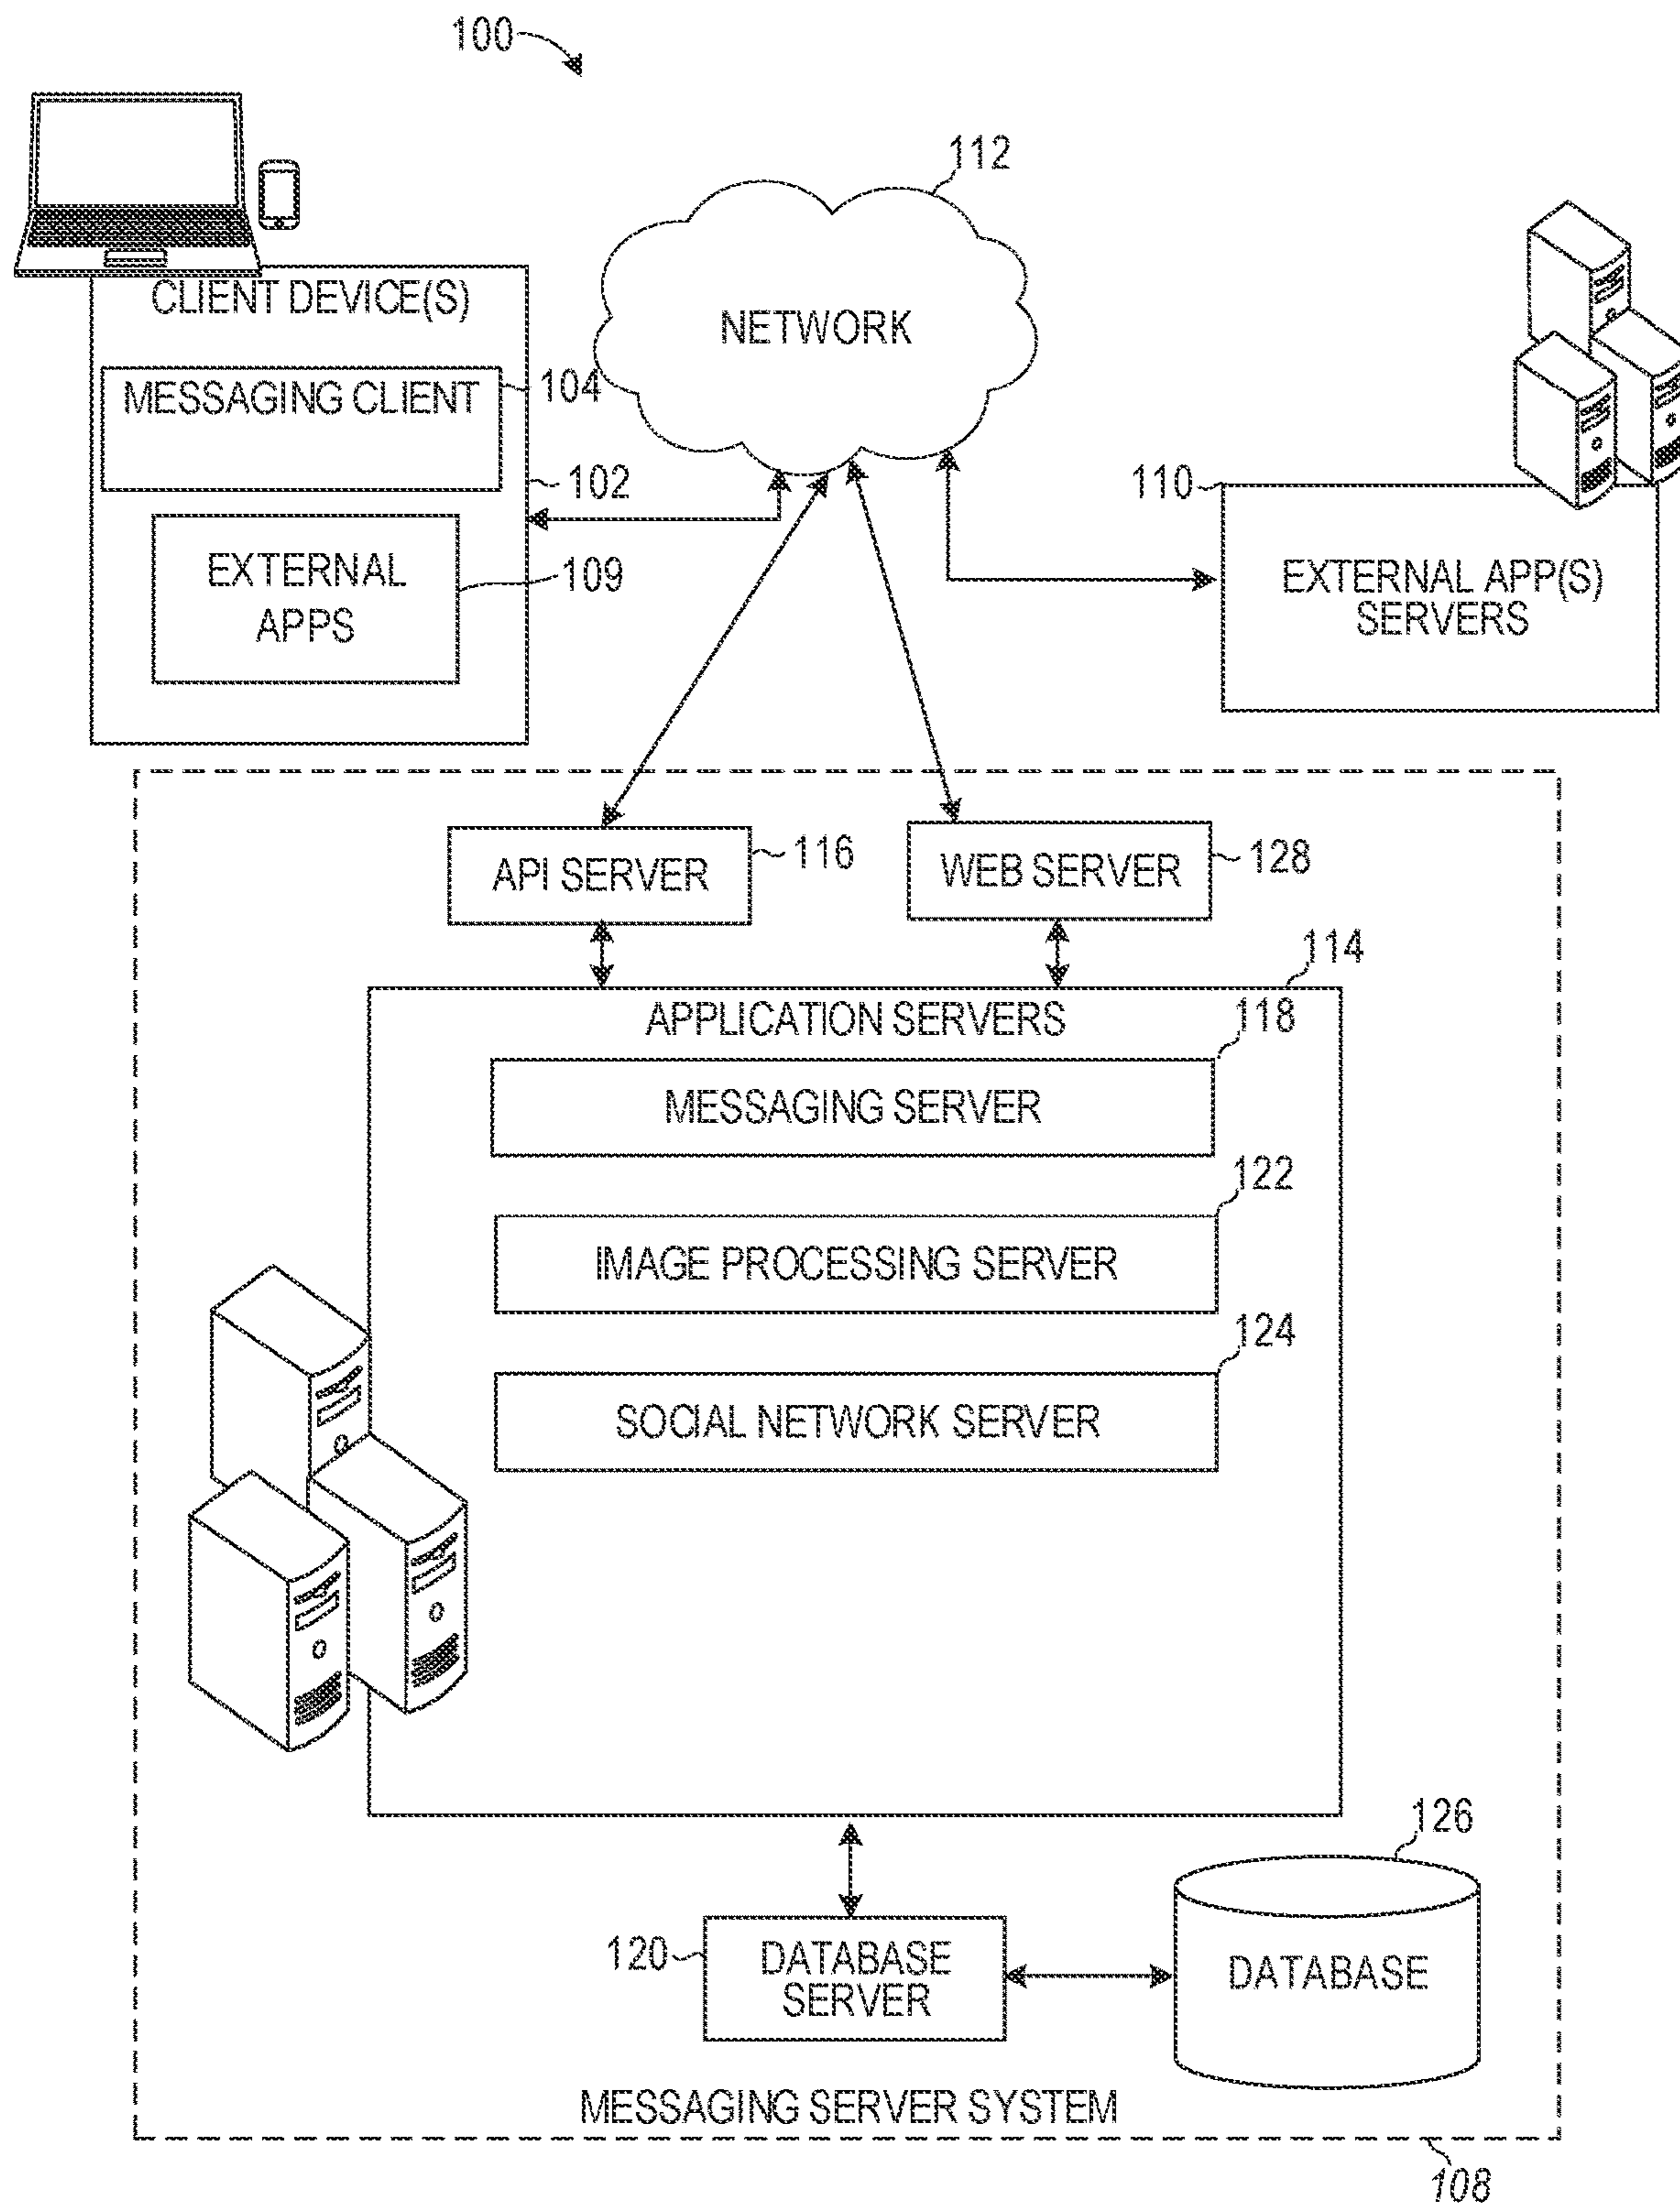 100
112
CLIENT DEVICE(S)
NETWORK
MESSAGING CLIENT
104
102
110
EXTERNAL
APPS
109
EXTERNAL APP(S)
SERVERS
API SERVER
116
WEB SERVER
128
114
APPLICATION SERVERS
118
MESSAGING SERVER
122
IMAGE PROCESSING SERVER
124
SOCIAL NETWORK SERVER
126
120
DATABASE
SERVER
DATABASE
MESSAGING SERVER SYSTEM
108